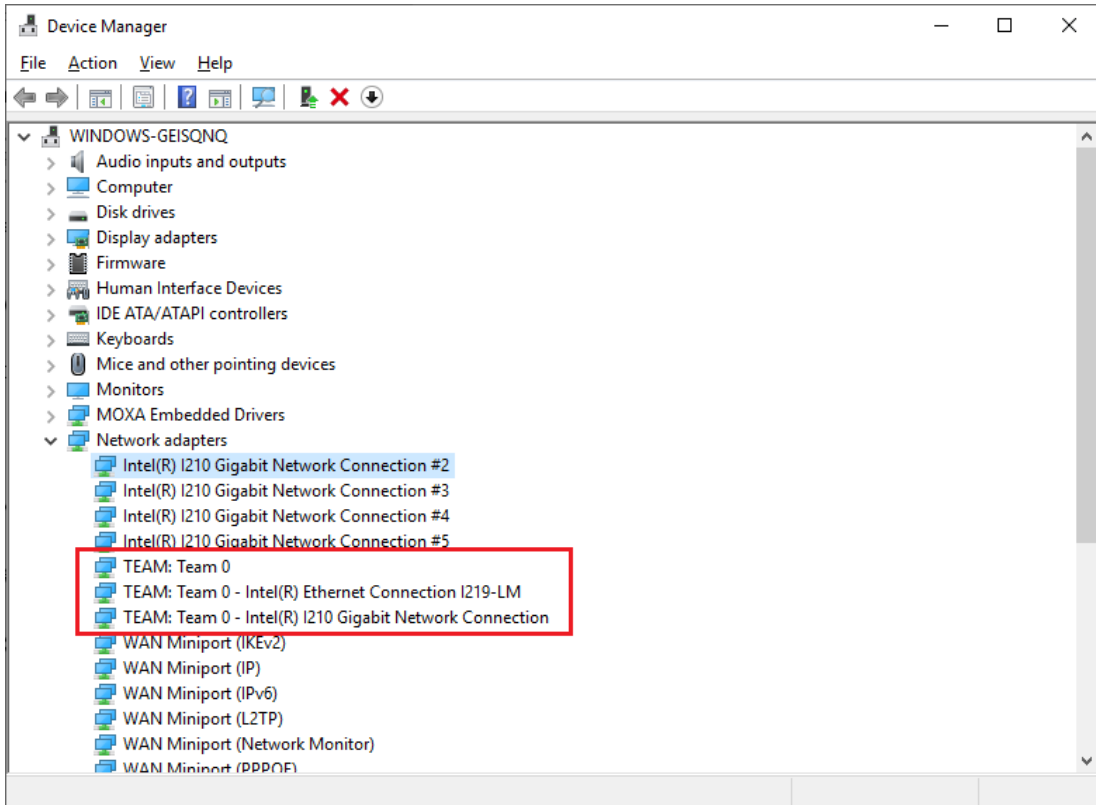 Device Manager
File Action View Help
WINDOWS-GEISQNQ
Audio inputs and outputs
Computer
Disk drives
Display adapters
Firmware
Human Interface Devices
IDE ATA/ATAPI controllers
Keyboards
Mice and other pointing devices
Monitors
MOXA Embedded Drivers
Network adapters
Intel(R) I210 Gigabit Network Connection #2
Intel(R) I210 Gigabit Network Connection #3
Intel(R) I210 Gigabit Network Connection #4
Intel(R) I210 Gigabit Network Connection #5
TEAM: Team 0
TEAM: Team 0 - Intel(R) Ethernet Connection I219-LM
TEAM: Team 0 - Intel(R) I210 Gigabit Network Connection
WAN Miniport (IKEv2)
WAN Miniport (IP)
WAN Miniport (IPv6)
WAN Miniport (L2TP)
WAN Miniport (Network Monitor)
WAN Miniport (PPPOE)